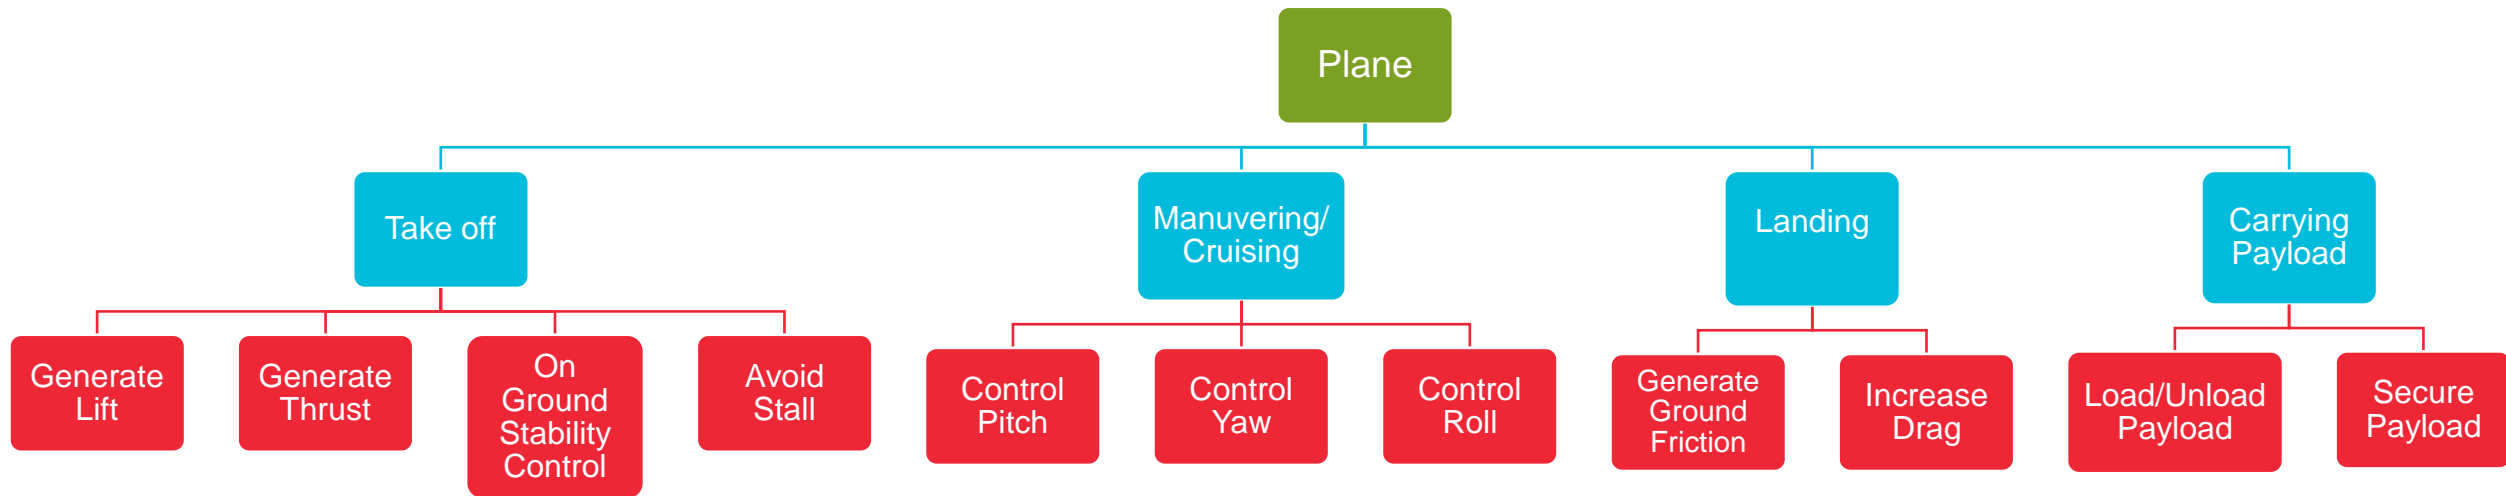 Plane
Take off
Manuvering/
Cruising
Landing
Carrying
Payload
Generate
Lift
Generate
Thrust
On
Ground
Stability
Control
Avoid
Stall
Control
Pitch
Control
Yaw
Control
Roll
Generate
Ground
Friction
Increase
Drag
Load/Unload
Payload
Secure
Payload